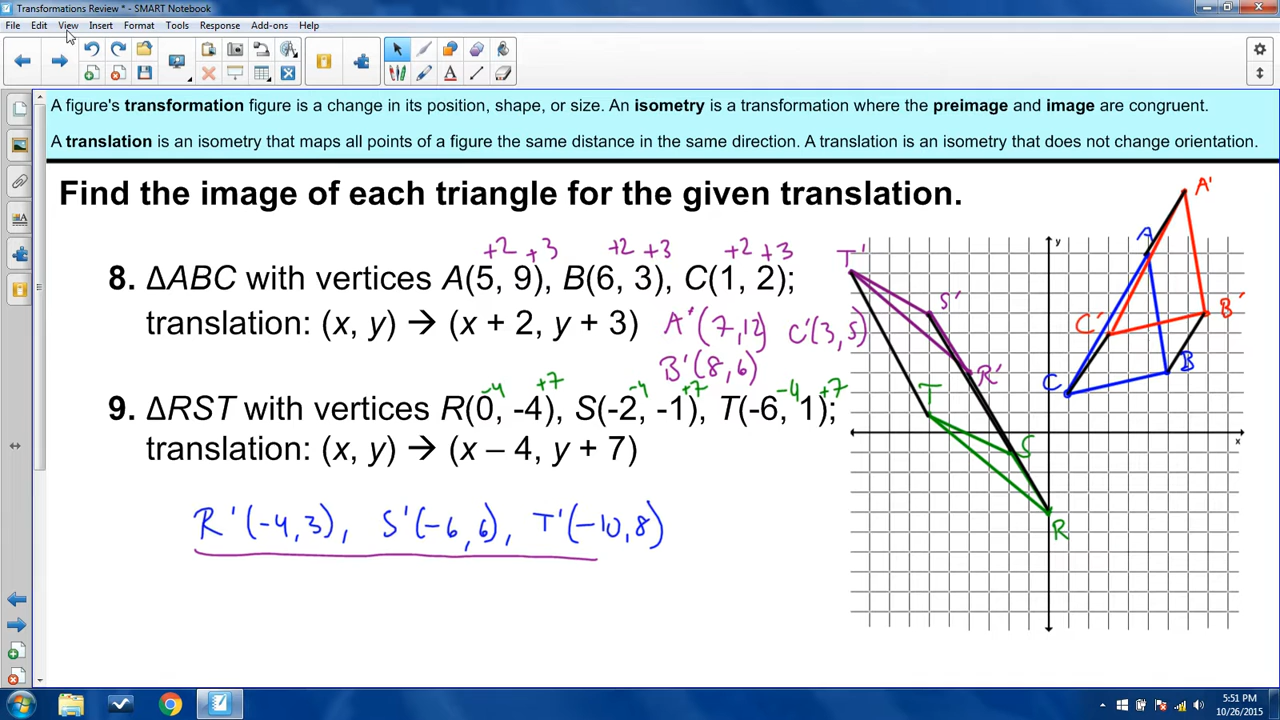 Transformations Review * - SMART Notebook
File Edit View Insert Format Tools Response Add-ons Help
A figure's transformation figure is a change in its position, shape, or size. An isometry is a transformation where the preimage and image are congruent.
A translation is an isometry that maps all points of a figure the same distance in the same direction. A translation is an isometry that does not change orientation.
Find the image of each triangle for the given translation.
+2 +3 +2 +3 +2 +3
8. ΔABC with vertices A(5, 9), B(6, 3), C(1, 2);
translation: (x, y) → (x + 2, y + 3)
A'(7,12) C'(3,5)
B'(8,6)
-4 +7 -4 +7 -4 +7
9. ΔRST with vertices R(0, -4), S(-2, -1), T(-6, 1);
translation: (x, y) → (x – 4, y + 7)
R'(-4,3), S'(-6,6), T'(-10,8)
A'
y
A
T'
S'
B'
C'
B
R'
C
T
x
S
R
5:51 PM
10/26/2015